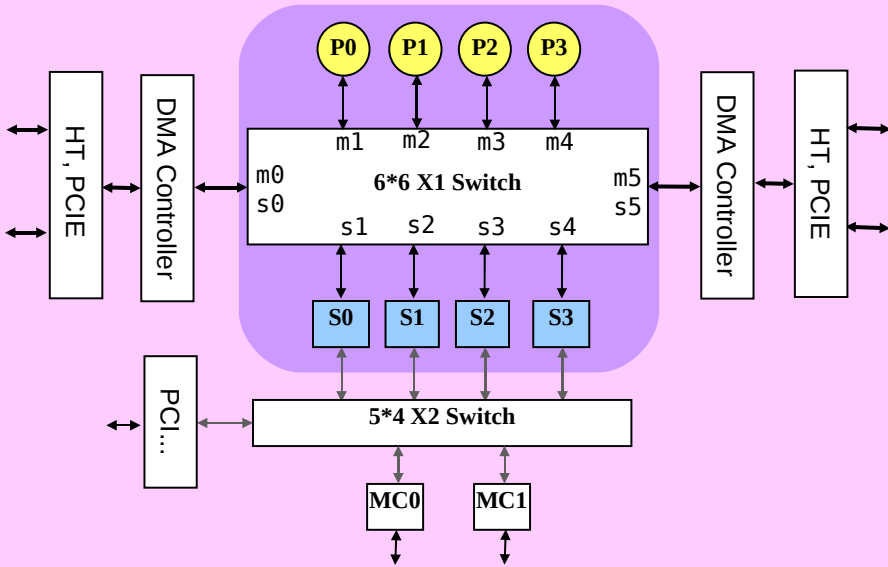 P0 P1 P2 P3
m1 m2 m3 m4
HT, PCIE
DMA Controller
m0
s0
6*6 X1 Switch
m5
s5
DMA Controller
HT, PCIE
s1 s2 s3 s4
S0 S1 S2 S3
PCI...
5*4 X2 Switch
MC0 MC1